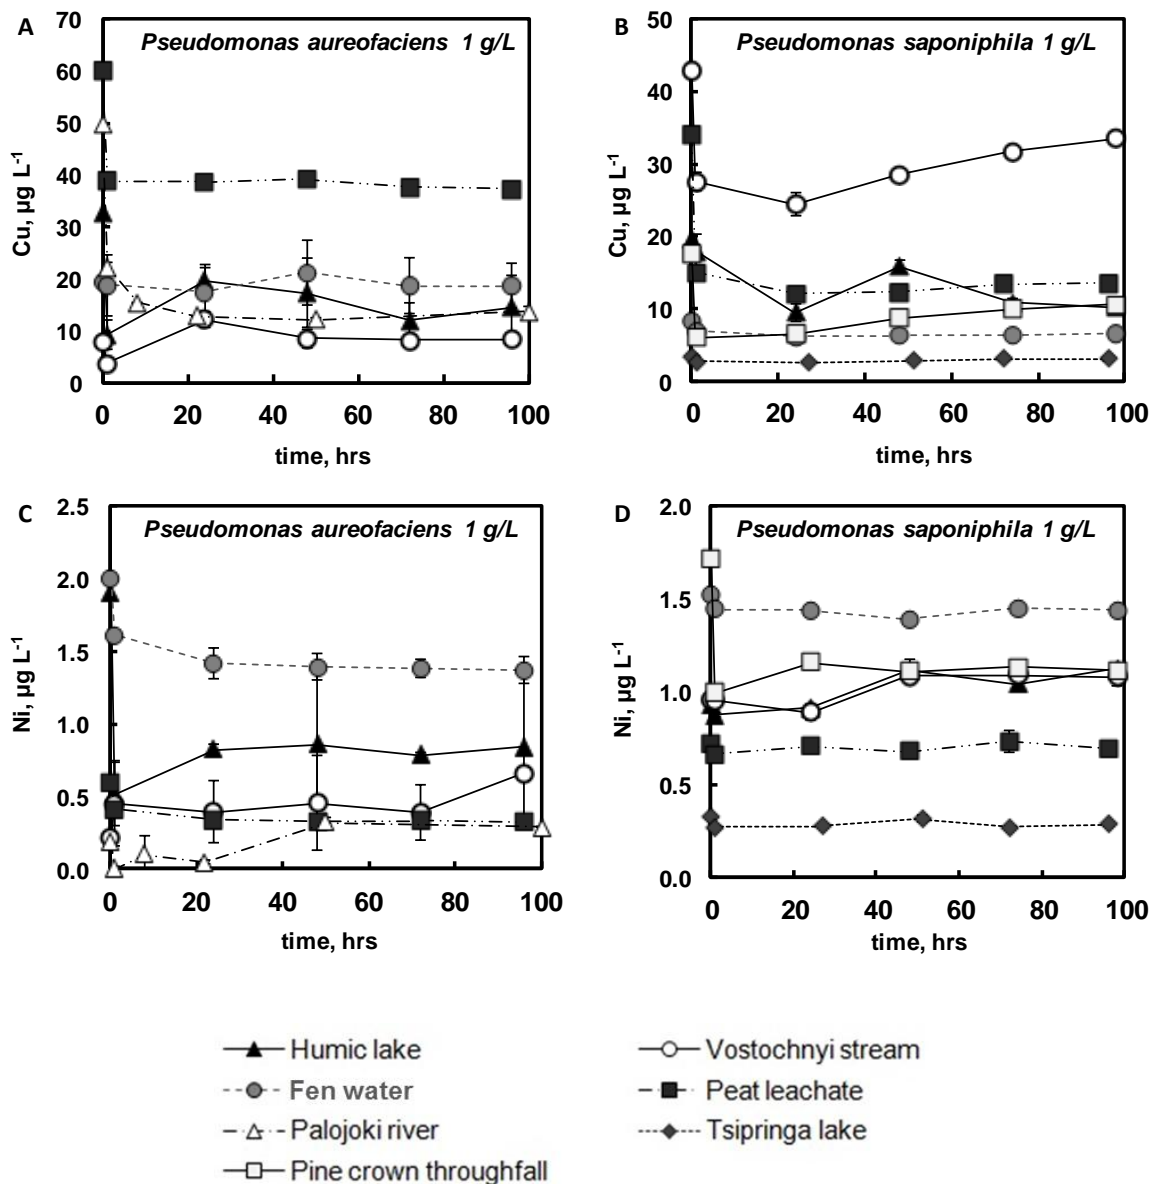 A
Pseudomonas aureofaciens 1 g/L
Cu, µg L-1
70
60
50
40
30
20
10
0
0 20 40 60 80 100
time, hrs
B
Pseudomonas saponiphila 1 g/L
Cu, µg L-1
50
40
30
20
10
0
0 20 40 60 80 100
time, hrs
C
Pseudomonas aureofaciens 1 g/L
Ni, µg L-1
2.5
2.0
1.5
1.0
0.5
0.0
0 20 40 60 80 100
time, hrs
D
Pseudomonas saponiphila 1 g/L
Ni, µg L-1
2.0
1.5
1.0
0.5
0.0
0 20 40 60 80 100
time, hrs
Humic lake
Vostochnyi stream
Fen water
Peat leachate
Palojoki river
Tsipringa lake
Pine crown throughfall